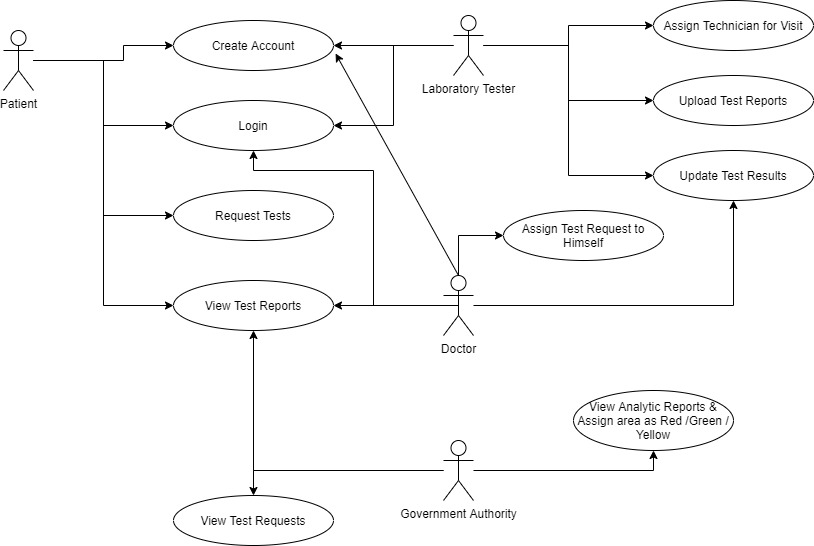 Assign Technician for Visit
Create Account
Laboratory Tester
Patient
Upload Test Reports
Login
Update Test Results
Request Tests
Assign Test Request to
Himself
View Test Reports
Doctor
View Analytic Reports &
Assign area as Red /Green /
Yellow
Government Authority
View Test Requests